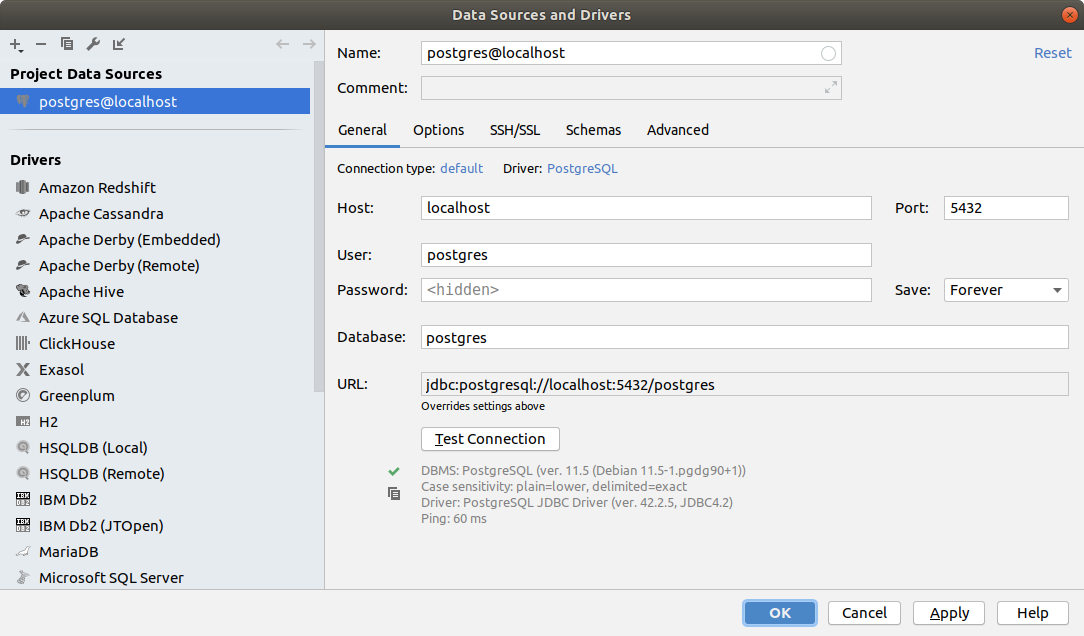 Data Sources and Drivers
Project Data Sources
postgres@localhost
Drivers
Amazon Redshift
Apache Cassandra
Apache Derby (Embedded)
Apache Derby (Remote)
Apache Hive
Azure SQL Database
ClickHouse
Exasol
Greenplum
H2
HSQLDB (Local)
HSQLDB (Remote)
IBM Db2
IBM Db2 (JTOpen)
MariaDB
Microsoft SQL Server
Name: postgres@localhost Reset
Comment:
General Options SSH/SSL Schemas Advanced
Connection type: default Driver: PostgreSQL
Host: localhost Port: 5432
User: postgres
Password: <hidden> Save: Forever
Database: postgres
URL: jdbc:postgresql://localhost:5432/postgres
Overrides settings above
Test Connection
DBMS: PostgreSQL (ver. 11.5 (Debian 11.5-1.pgdg90+1))
Case sensitivity: plain=lower, delimited=exact
Driver: PostgreSQL JDBC Driver (ver. 42.2.5, JDBC4.2)
Ping: 60 ms
OK Cancel Apply Help